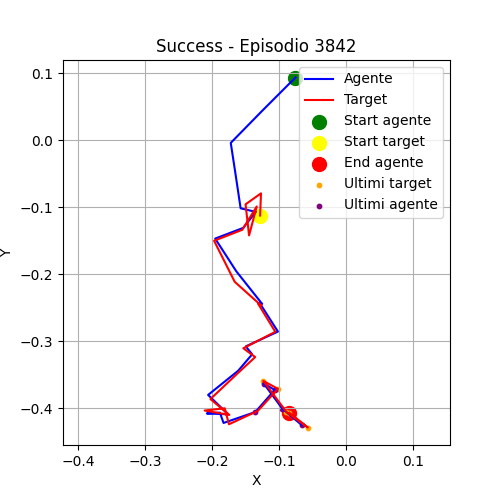 Success - Episodio 3842
Agente
Target
Start agente
Start target
End agente
Ultimi target
Ultimi agente
0.1
0.0
−0.1
−0.2
−0.3
−0.4
Y
−0.4
−0.3
−0.2
−0.1
0.0
0.1
X